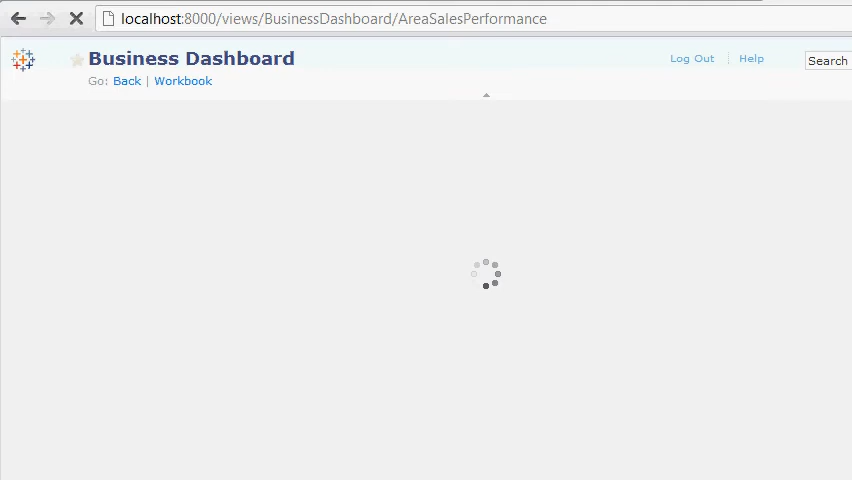 localhost:8000/views/BusinessDashboard/AreaSalesPerformance
Business Dashboard
Log Out | Help
Search
Go: Back | Workbook